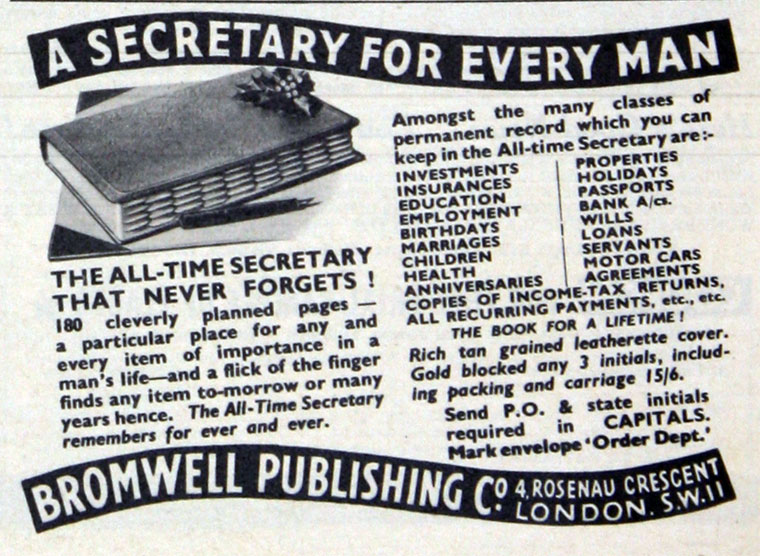 A SECRETARY FOR EVERY MAN
THE ALL-TIME SECRETARY
THAT NEVER FORGETS !
180 cleverly planned pages —
a particular place for any and
every item of importance in a
man's life—and a flick of the finger
finds any item to-morrow or many
years hence. The All-Time Secretary
remembers for ever and ever.
Amongst the many classes of
permanent record which you can
keep in the All-time Secretary are:-
INVESTMENTS
INSURANCES
EDUCATION
EMPLOYMENT
BIRTHDAYS
MARRIAGES
CHILDREN
HEALTH
ANNIVERSARIES
PROPERTIES
HOLIDAYS
PASSPORTS
BANK A/cs.
WILLS
LOANS
SERVANTS
MOTOR CARS
AGREEMENTS
COPIES OF INCOME-TAX RETURNS,
ALL RECURRING PAYMENTS, etc., etc.
THE BOOK FOR A LIFETIME !
Rich tan grained leatherette cover.
Gold blocked any 3 initials, includ-
ing packing and carriage 15/6.
Send P.O. & state initials
required in CAPITALS.
Mark envelope 'Order Dept.'
BROMWELL PUBLISHING Co. 4, ROSENAU CRESCENT
LONDON. S.W.11